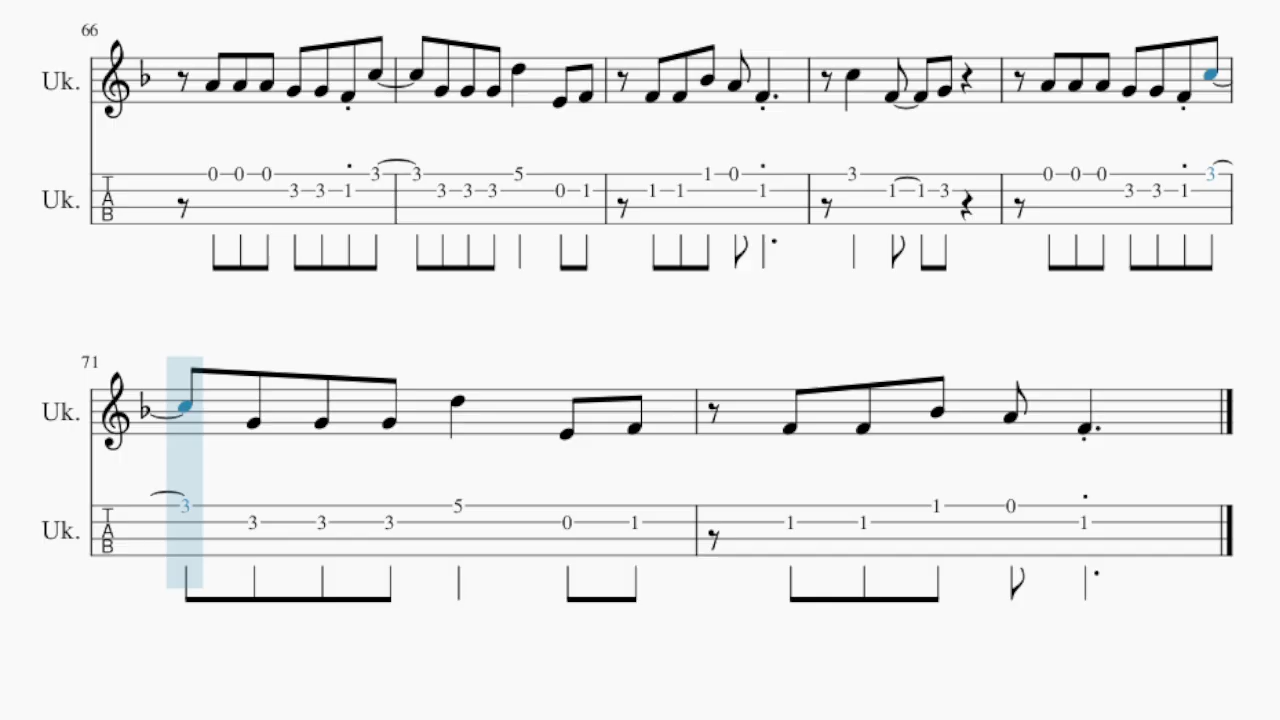 66
Uk.
0 0 0 3 3 1 3 3 3 3 3 5 0 1 1 1 1 0 1 3 1 1 3 0 0 0 3 3 1 3
Uk. TAB
71
Uk.
3 3 3 3 5 0 1 1 1 1 0 1
Uk. TAB